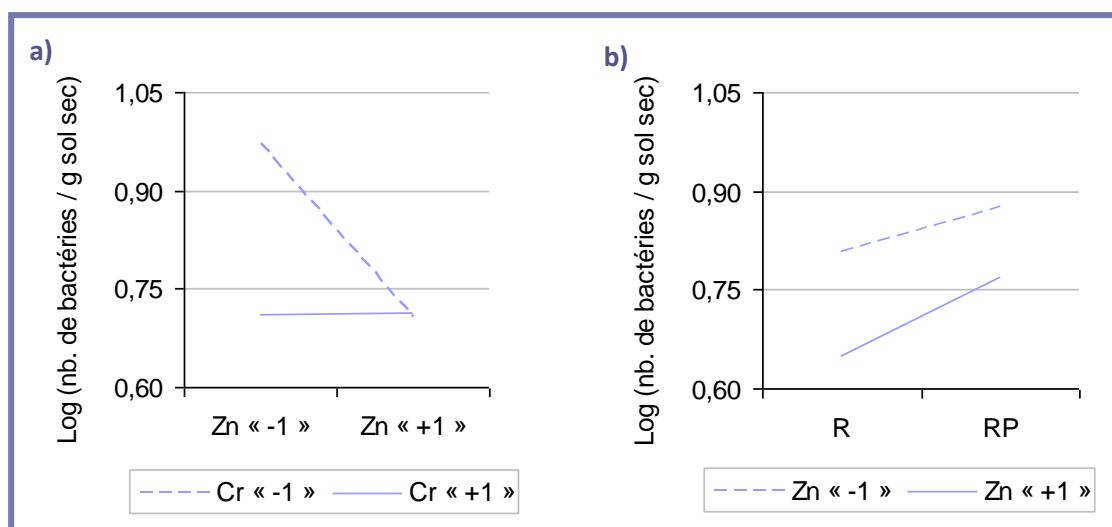 a)
Log (nb. de bactéries / g sol sec)
1,05
0,90
0,75
0,60
Zn « -1 » Zn « +1 »
Cr « -1 » Cr « +1 »
b)
Log (nb. de bactéries / g sol sec)
1,05
0,90
0,75
0,60
R RP
Zn « -1 » Zn « +1 »